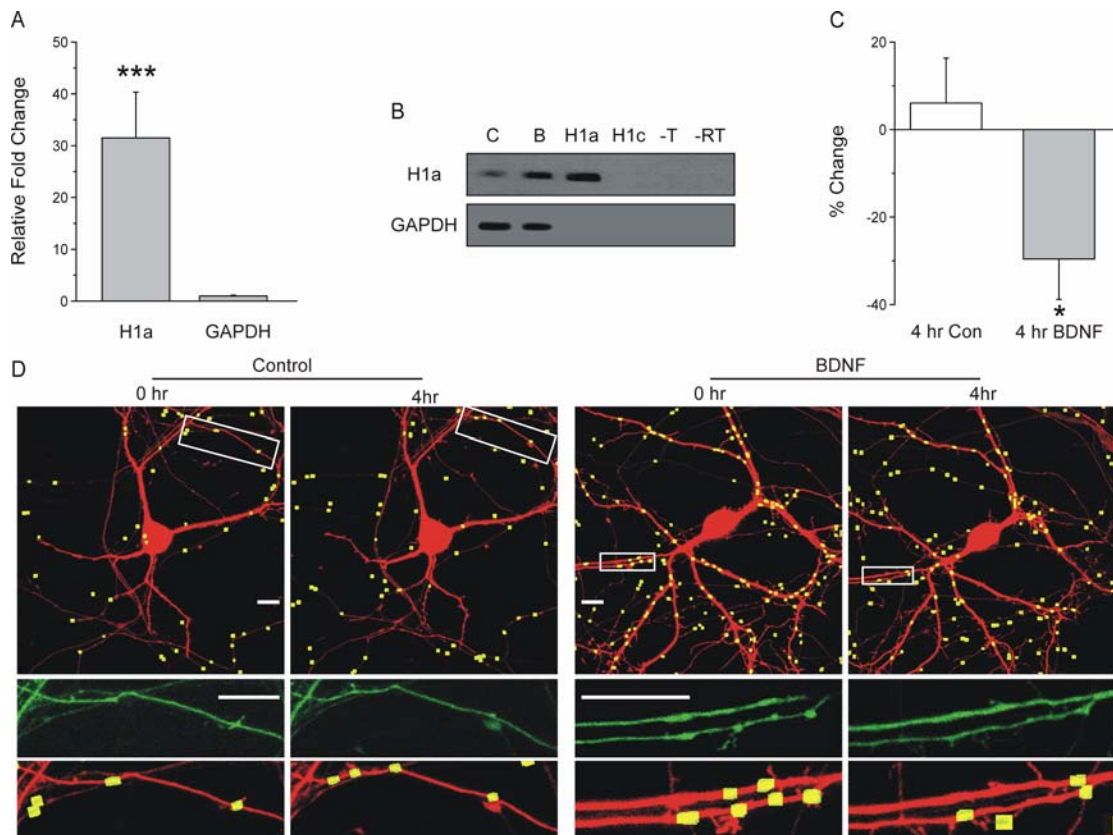 A
50
40
30
20
10
0
Relative Fold Change
***
H1a
GAPDH
B
C B H1a H1c -T -RT
H1a
GAPDH
C
20
0
-20
-40
% Change
*
4 hr Con
4 hr BDNF
D
Control
BDNF
0 hr
4hr
0 hr
4hr